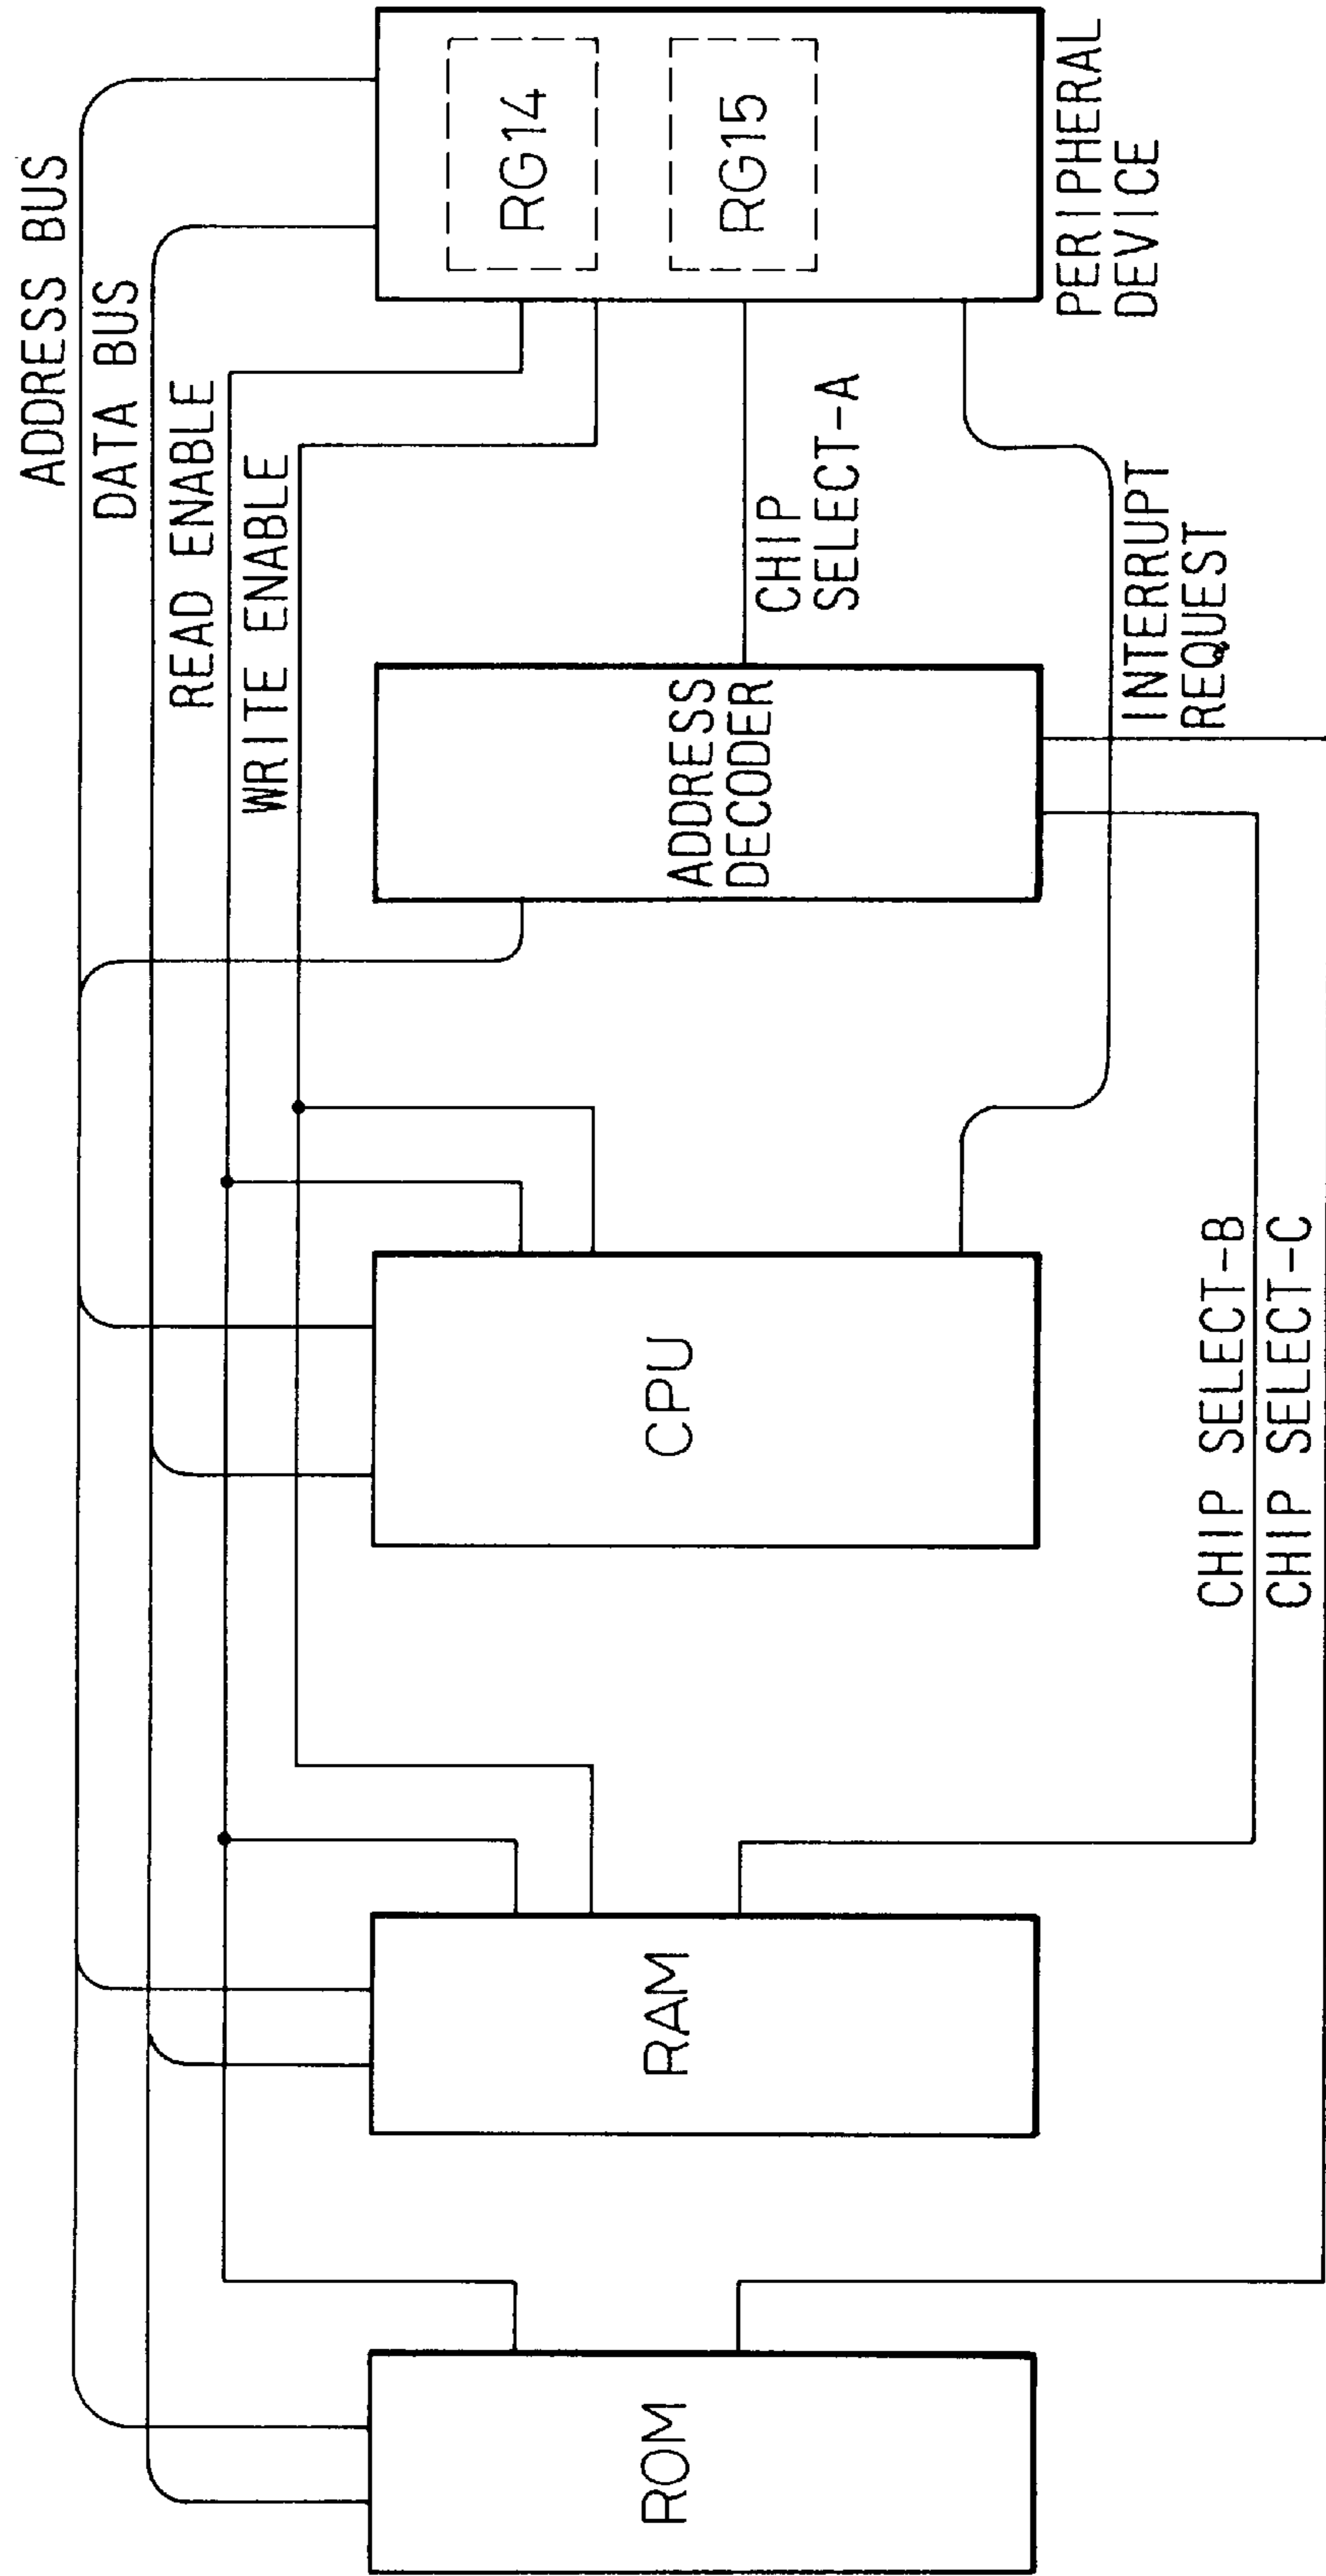 ADDRESS BUS
DATA BUS
READ ENABLE
WRITE ENABLE
ROM
RAM
CPU
ADDRESS
DECODER
CHIP
SELECT-A
RG14
RG15
PERIPHERAL
DEVICE
INTERRUPT
REQUEST
CHIP SELECT-B
CHIP SELECT-C